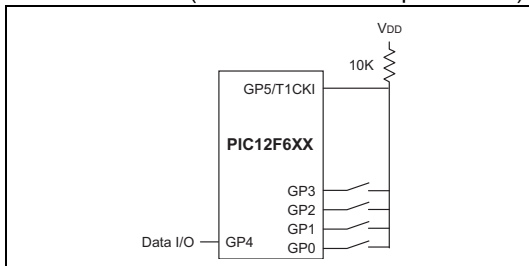 VDD
10K
GP5/T1CKI
PIC12F6XX
GP3
GP2
GP1
Data I/O GP4
GP0